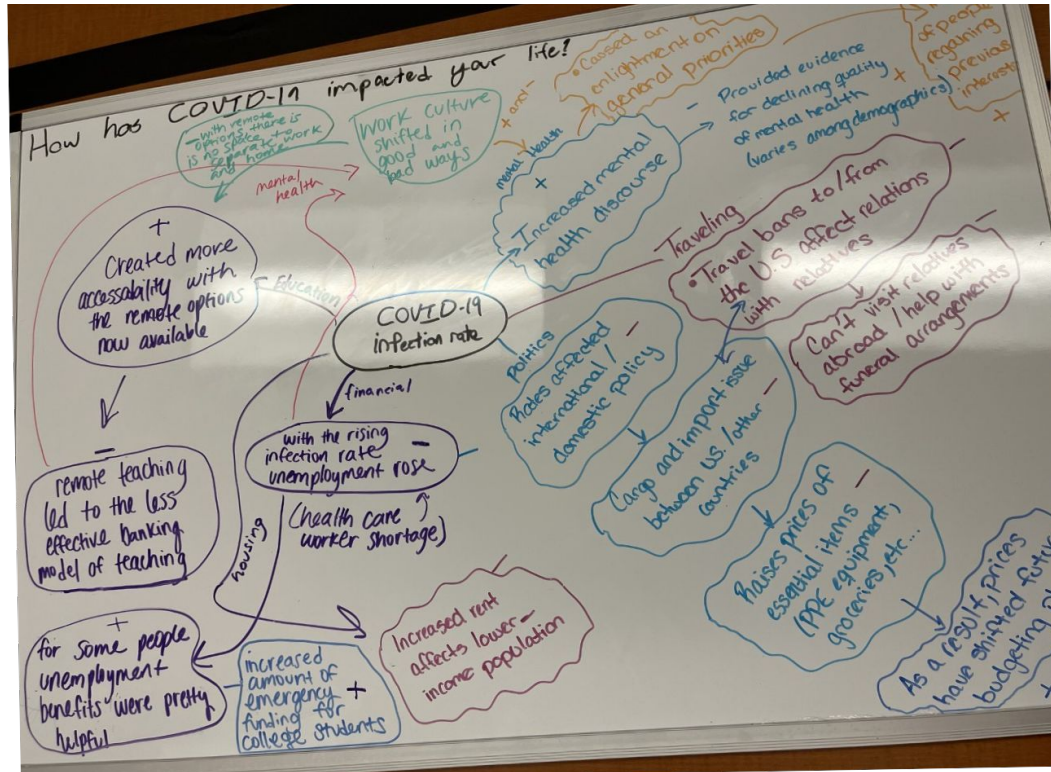 How has COVID-19 impacted your life?
- with remote
options, there is
is no space to
separate work
and home
Work culture
shifted in
good and
bad ways
mental
health
+ and -
• Caused an
enlightment on
general priorities
of people
regaining
previous
interests
+
mental health
+
Increased mental
health discourse
- Provided evidence
for declining quality
of mental health +
(varies among demographics)
Traveling
• Travel bans to/from -
the U.S affect relations
with relatives
-
Can't visit relatives
abroad / help with
funeral arrangements
+
Created more
accessability with
the remote options
now available
Education
COVID-19
infection rate
Politics
-
Rates affected
international /
domestic policy
Cargo and import issue
between US. / other -
countries
Raises prices of -
essential items
(PPE equipment,
groceries, etc...
As a result, prices
have shifted future
budgeting
+
financial
with the rising -
infection rate
unemployment rose
(health care
worker shortage)
-
remote teaching
led to the less
effective banking
model of teaching
housing
-
Increased rent
affects lower-
income population
+
for some people
unemployment
benefits were pretty
helpful
increased
amount of
emergency +
funding for
college students